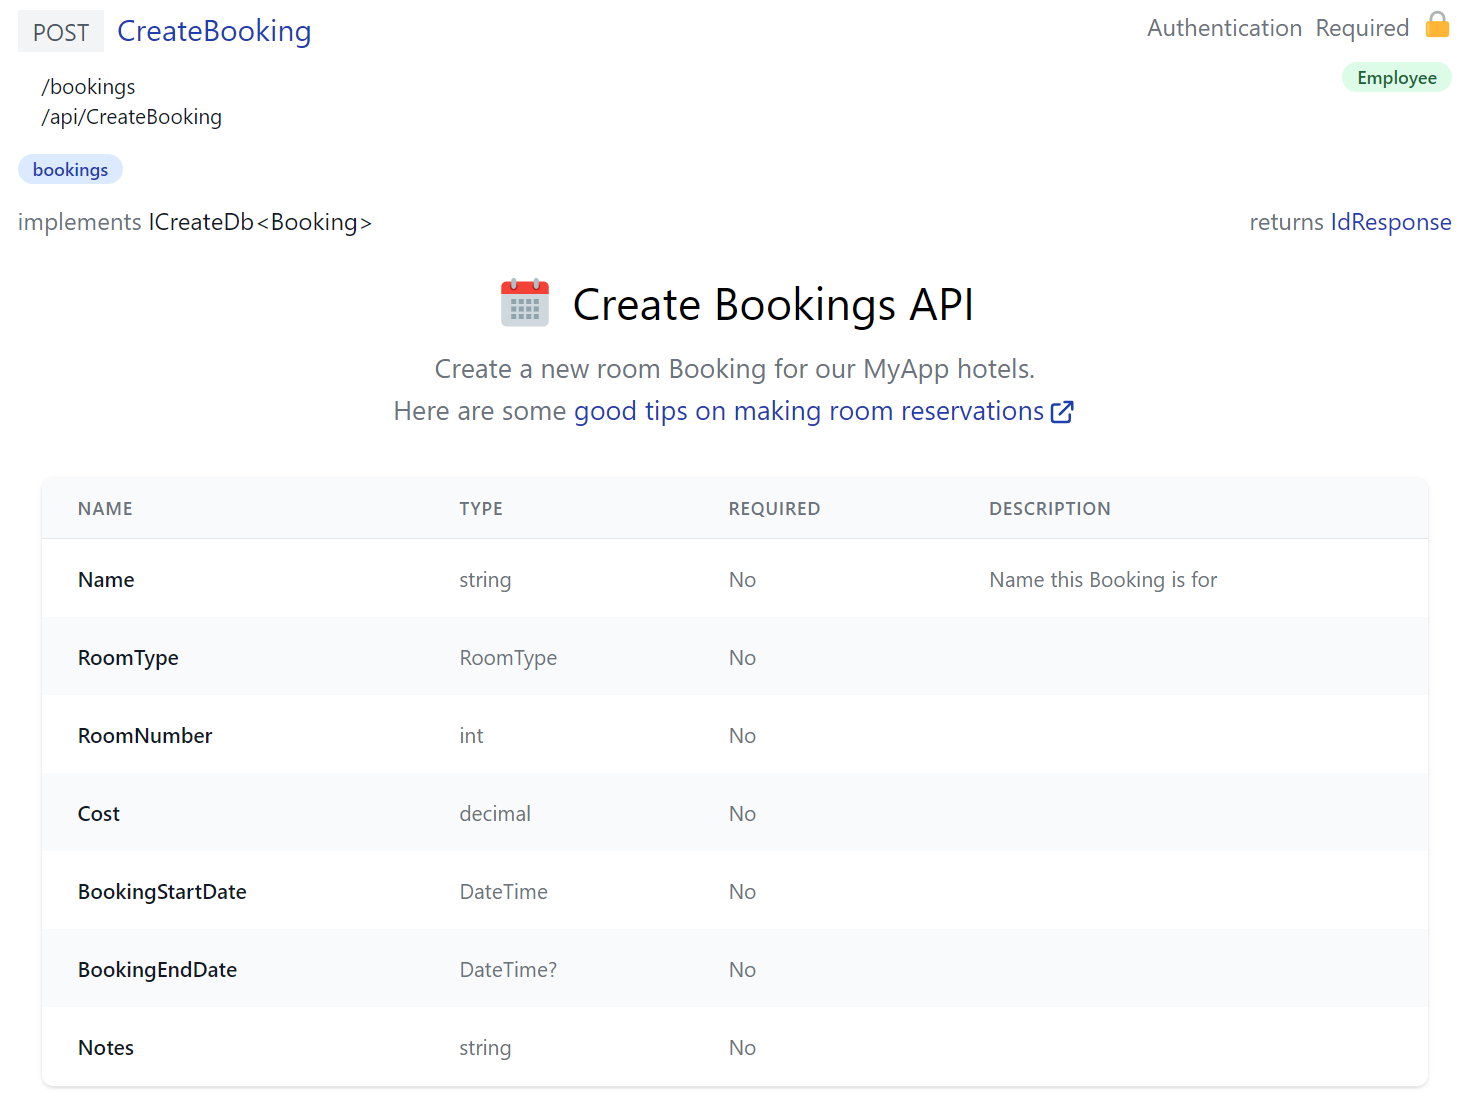 POST CreateBooking Authentication Required
/bookings Employee
/api/CreateBooking
bookings
implements ICreateDb<Booking> returns IdResponse
Create Bookings API
Create a new room Booking for our MyApp hotels.
Here are some good tips on making room reservations
NAME TYPE REQUIRED DESCRIPTION
Name string No Name this Booking is for
RoomType RoomType No
RoomNumber int No
Cost decimal No
BookingStartDate DateTime No
BookingEndDate DateTime? No
Notes string No